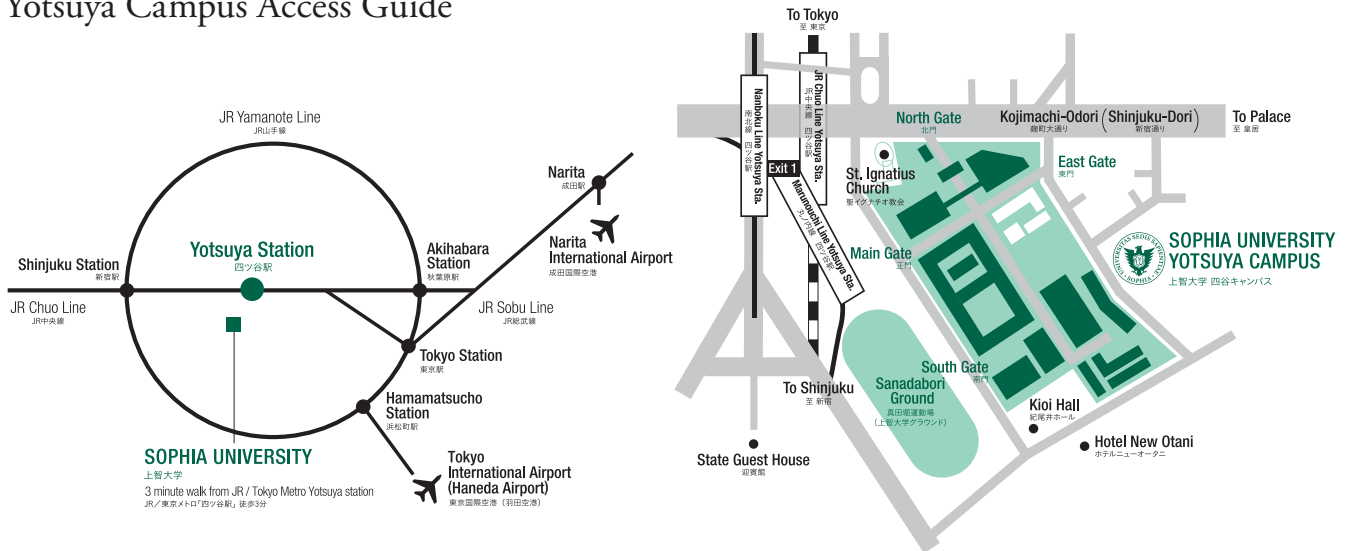 Yotsuya Campus Access Guide
JR Yamanote Line
JR山手線
Narita
成田駅
Narita
International Airport
成田国際空港
Yotsuya Station
四ツ谷駅
Akihabara
Station
秋葉原駅
Shinjuku Station
新宿駅
JR Chuo Line
JR中央線
JR Sobu Line
JR総武線
Tokyo Station
東京駅
Hamamatsucho
Station
浜松町駅
SOPHIA UNIVERSITY
上智大学
3 minute walk from JR / Tokyo Metro Yotsuya station
JR／東京メトロ「四ツ谷駅」徒歩3分
Tokyo
International Airport
(Haneda Airport)
東京国際空港（羽田空港）
To Tokyo
至 東京
Nanboku Line Yotsuya Sta.
南北線 四ツ谷駅
JR Chuo Line Yotsuya Sta.
JR中央線 四ツ谷駅
Exit 1
Marunouchi Line Yotsuya Sta.
丸ノ内線 四ツ谷駅
North Gate
北門
Kojimachi-Odori (Shinjuku-Dori)
麹町大通り 新宿通り
To Palace
至 皇居
East Gate
東門
St. Ignatius
Church
聖イグナチオ教会
Main Gate
正門
SOPHIA UNIVERSITY
YOTSUYA CAMPUS
上智大学 四谷キャンパス
UNIVERSITAS SEDIS SAPIENTIAE
SOPHIA
South Gate
南門
To Shinjuku
至 新宿
Sanadabori
Ground
真田堀運動場
（上智大学グラウンド）
Kioi Hall
紀尾井ホール
Hotel New Otani
ホテルニューオータニ
State Guest House
迎賓館